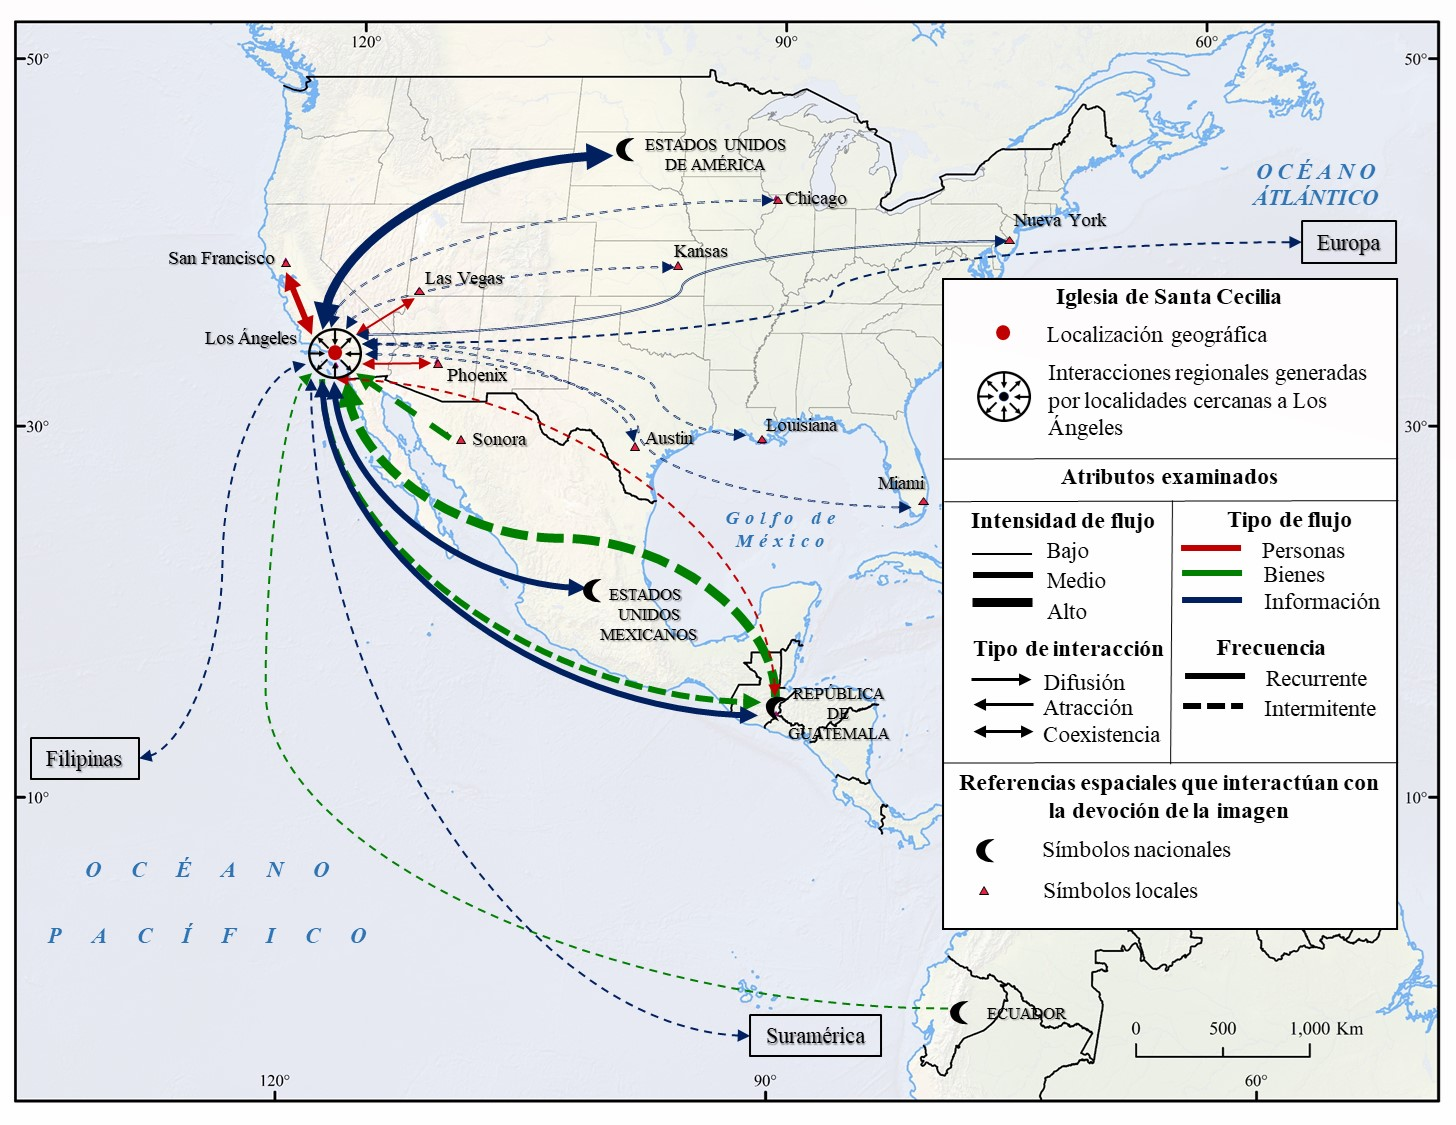 120°
90°
60°
50°
50°
ESTADOS UNIDOS
DE AMÉRICA
OCÉANO
ÁTLÁNTICO
Chicago
Nueva York
Europa
San Francisco
Kansas
Las Vegas
Los Ángeles
Phoenix
Iglesia de Santa Cecilia
Localización geográfica
Interacciones regionales generadas
por localidades cercanas a Los
Ángeles
30°
30°
Sonora
Austin
Louisiana
Miami
Golfo de
México
Atributos examinados
Intensidad de flujo
Bajo
Medio
Alto
Tipo de flujo
Personas
Bienes
Información
Tipo de interacción
Difusión
Atracción
Coexistencia
Frecuencia
Recurrente
Intermitente
ESTADOS
UNIDOS
MEXICANOS
REPÚBLICA
DE
GUATEMALA
Filipinas
10°
10°
Referencias espaciales que interactúan con
la devoción de la imagen
Símbolos nacionales
Símbolos locales
OCÉANO
PACÍFICO
ECUADOR
Suramérica
0 500 1,000 Km
120°
90°
60°